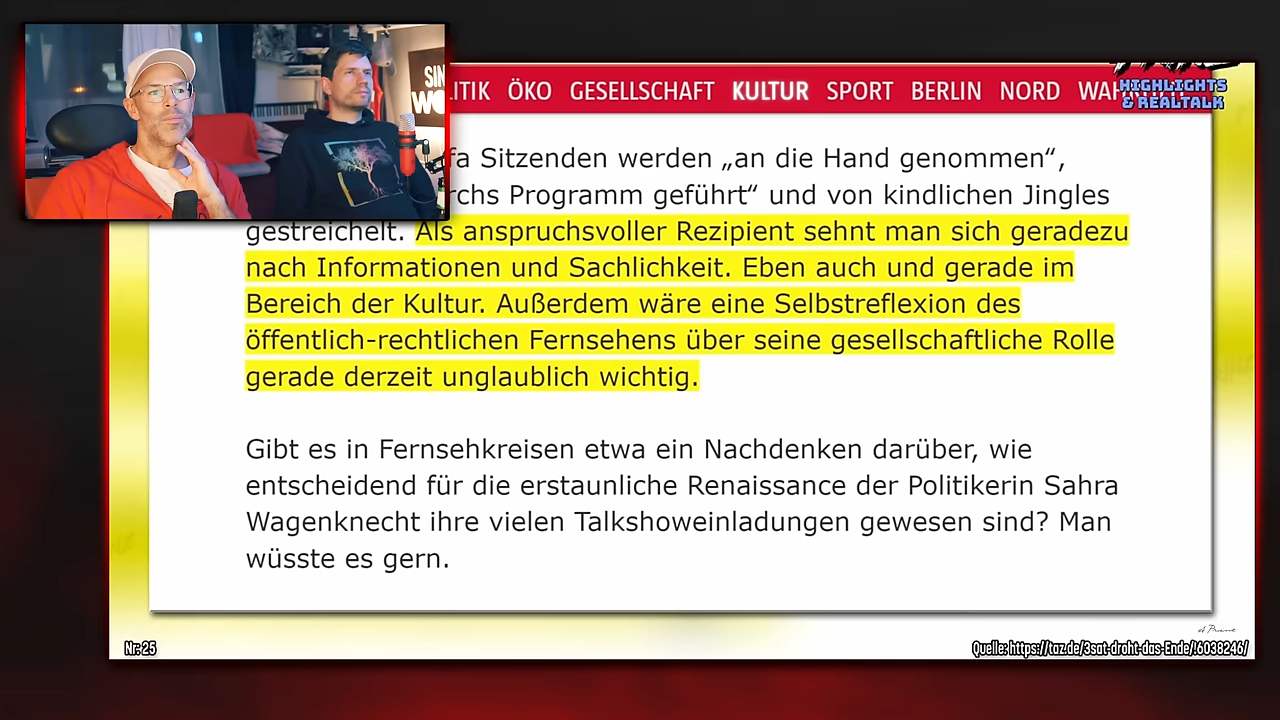 SIN
WO
LITIK ÖKO GESELLSCHAFT KULTUR SPORT BERLIN NORD
HIGHLIGHTS
& REALTALK
fa Sitzenden werden „an die Hand genommen“,
rchs Programm geführt“ und von kindlichen Jingles
gestreichelt. Als anspruchsvoller Rezipient sehnt man sich geradezu
nach Informationen und Sachlichkeit. Eben auch und gerade im
Bereich der Kultur. Außerdem wäre eine Selbstreflexion des
öffentlich-rechtlichen Fernsehens über seine gesellschaftliche Rolle
gerade derzeit unglaublich wichtig.
Gibt es in Fernsehkreisen etwa ein Nachdenken darüber, wie
entscheidend für die erstaunliche Renaissance der Politikerin Sahra
Wagenknecht ihre vielen Talkshoweinladungen gewesen sind? Man
wüsste es gern.
Nr: 25
Quelle: https://taz.de/3sat-droht-das-Ende/!6038246/